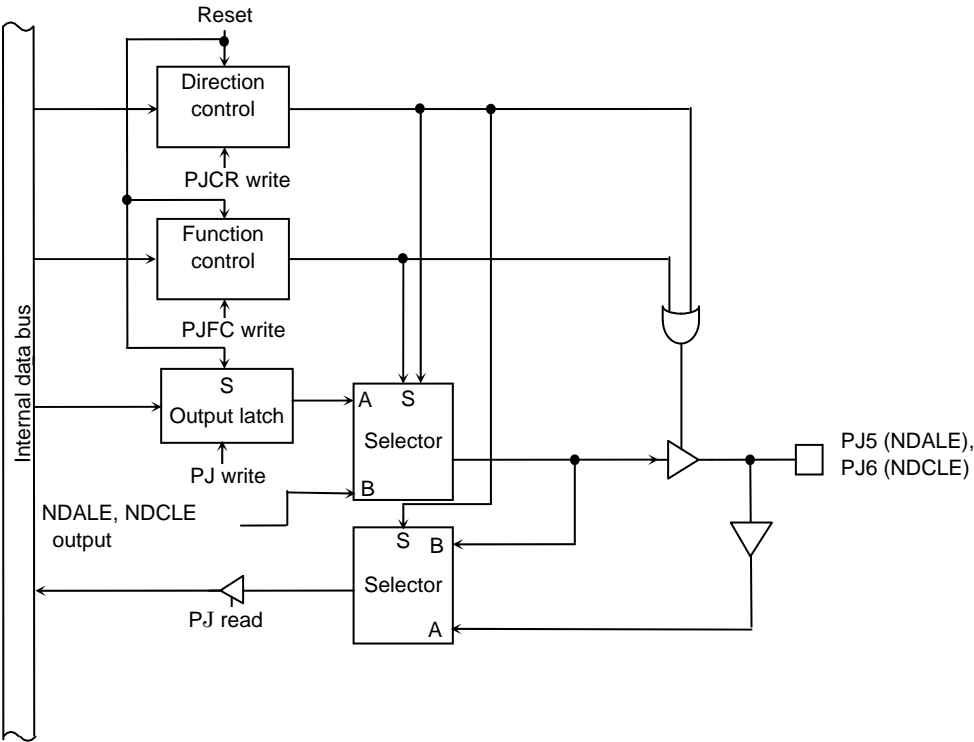 Reset
Direction
control
PJCR write
Function
control
PJFC write
Internal data bus
S
Output latch
PJ write
A
S
Selector
B
NDALE, NDCLE
output
S
B
Selector
A
PJ read
PJ5 (NDALE),
PJ6 (NDCLE)